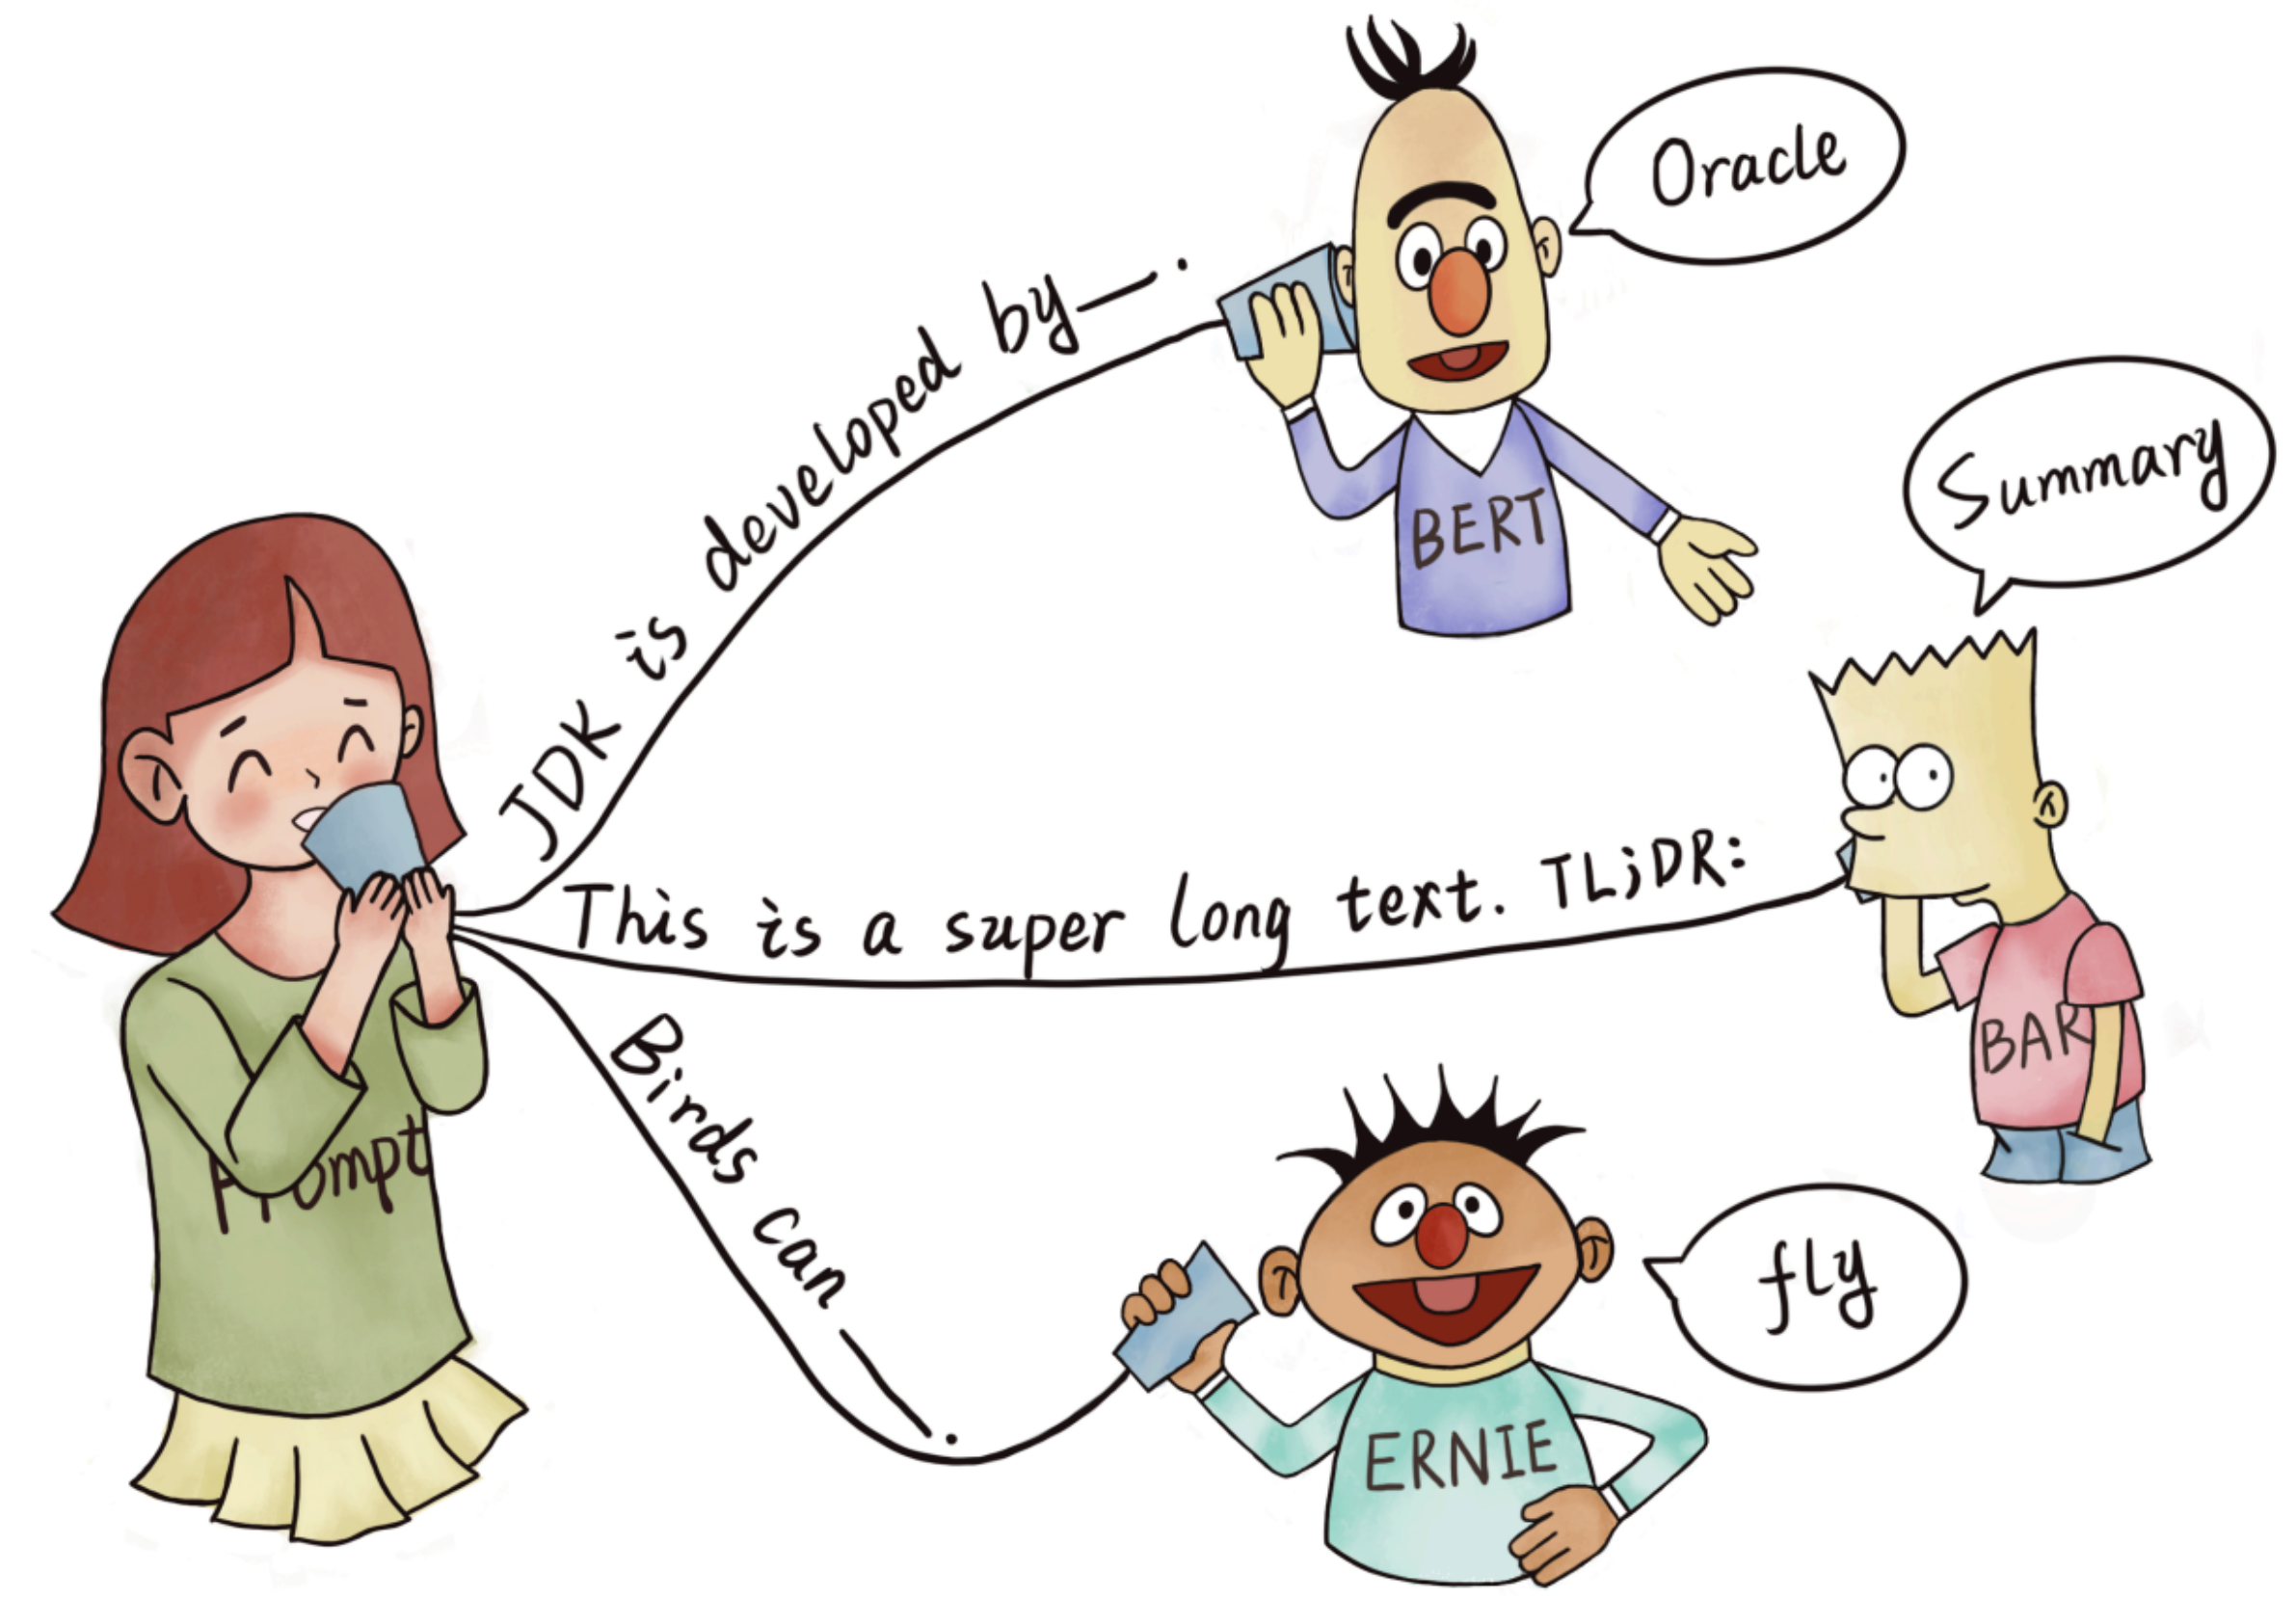 Oracle
JDK is developed by—.
BERT
Summary
This is a super long text. TL;DR:
BAR
Prompt
Birds can —.
fly
ERNIE